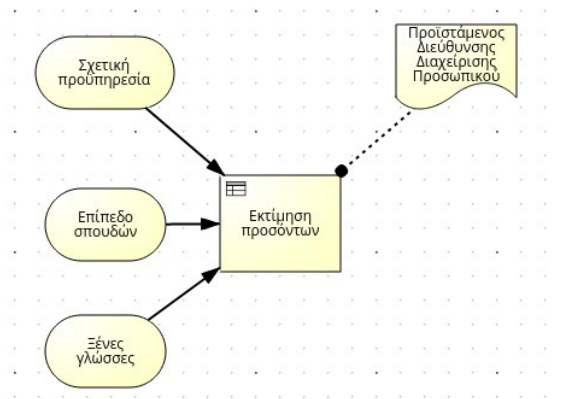 Σχετική
προϋπηρεσία
Προϊστάμενος
Διεύθυνσης
Διαχείρισης
Προσωπικού
Επίπεδο
σπουδών
Εκτίμηση
προσόντων
Ξένες
γλώσσες